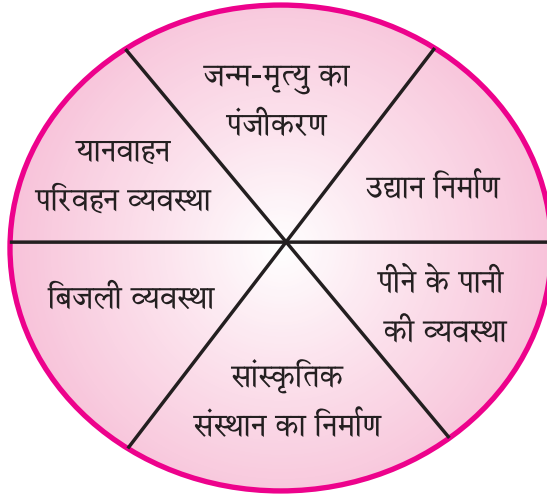 जन्म-मृत्यु का
पंजीकरण
उद्यान निर्माण
पीने के पानी
की व्यवस्था
सांस्कृतिक
संस्थान का निर्माण
बिजली व्यवस्था
यानवाहन
परिवहन व्यवस्था